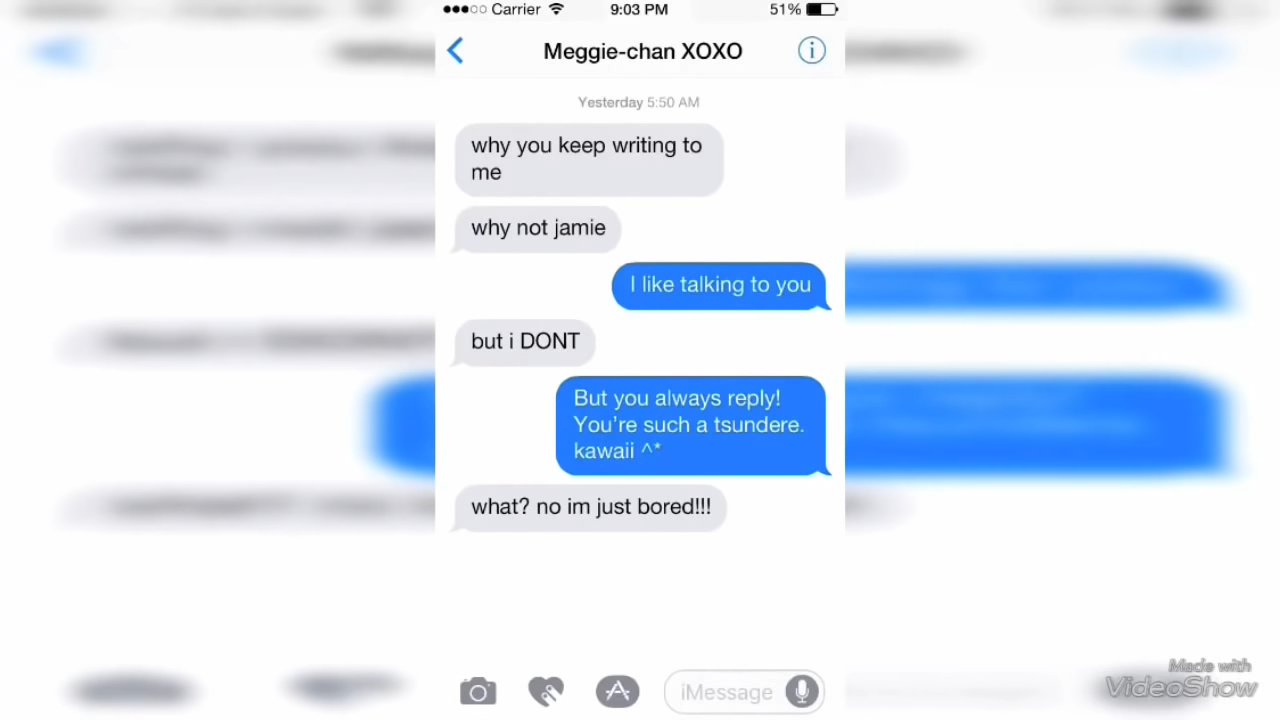 Carrier 9:03 PM 51%
Meggie-chan XOXO
Yesterday 5:50 AM
why you keep writing to
me
why not jamie
I like talking to you
but i DONT
But you always reply!
You're such a tsundere.
kawaii ^*
what? no im just bored!!!
iMessage
Made with
VideoShow